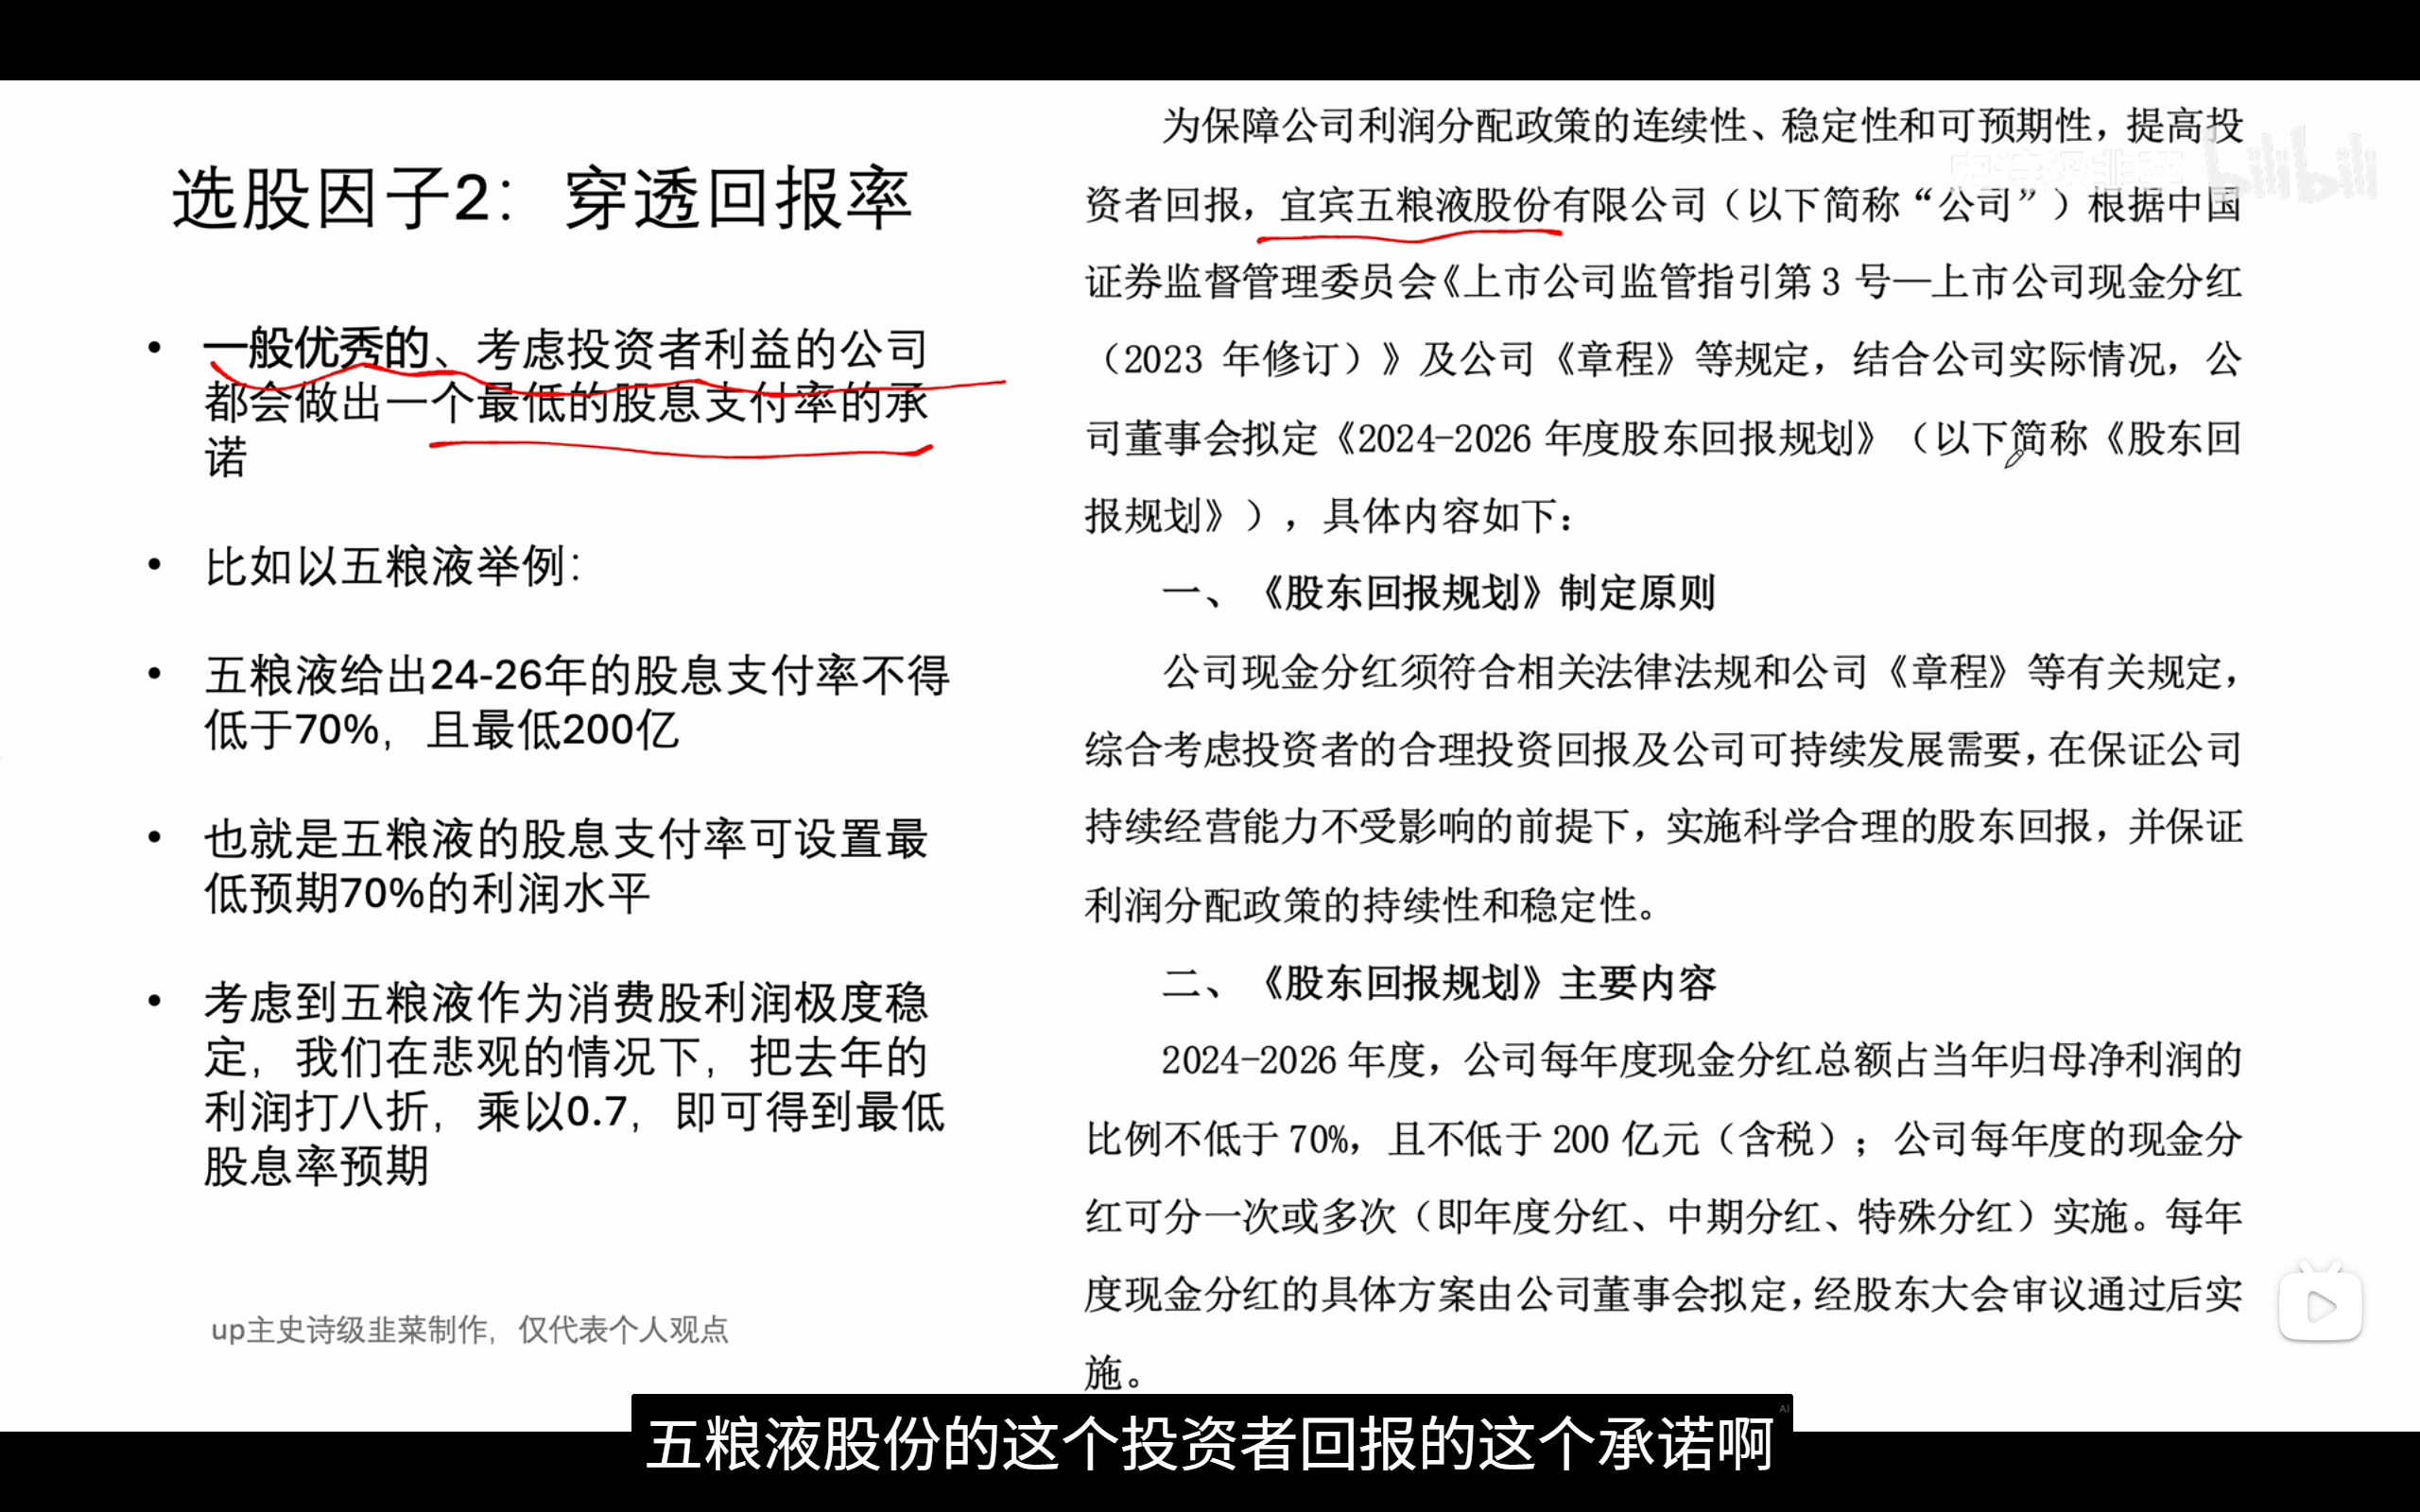 选股因子2：穿透回报率
• 一般优秀的、考虑投资者利益的公司
都会做出一个最低的股息支付率的承
诺
• 比如以五粮液举例：
• 五粮液给出24-26年的股息支付率不得
低于70%，且最低200亿
• 也就是五粮液的股息支付率可设置最
低预期70%的利润水平
• 考虑到五粮液作为消费股利润极度稳
定，我们在悲观的情况下，把去年的
利润打八折，乘以0.7，即可得到最低
股息率预期
up主史诗级韭菜制作，仅代表个人观点
为保障公司利润分配政策的连续性、稳定性和可预期性，提高投
资者回报，宜宾五粮液股份有限公司（以下简称“公司”）根据中国
证券监督管理委员会《上市公司监管指引第 3 号—上市公司现金分红
（2023 年修订）》及公司《章程》等规定，结合公司实际情况，公
司董事会拟定《2024-2026 年度股东回报规划》（以下简称《股东回
报规划》），具体内容如下：
一、《股东回报规划》制定原则
公司现金分红须符合相关法律法规和公司《章程》等有关规定，
综合考虑投资者的合理投资回报及公司可持续发展需要，在保证公司
持续经营能力不受影响的前提下，实施科学合理的股东回报，并保证
利润分配政策的持续性和稳定性。
二、《股东回报规划》主要内容
2024-2026 年度，公司每年度现金分红总额占当年归母净利润的
比例不低于 70%，且不低于 200 亿元（含税）；公司每年度的现金分
红可分一次或多次（即年度分红、中期分红、特殊分红）实施。每年
度现金分红的具体方案由公司董事会拟定，经股东大会审议通过后实
施。
史诗级韭菜 bilibili
五粮液股份的这个投资者回报的这个承诺啊
AI